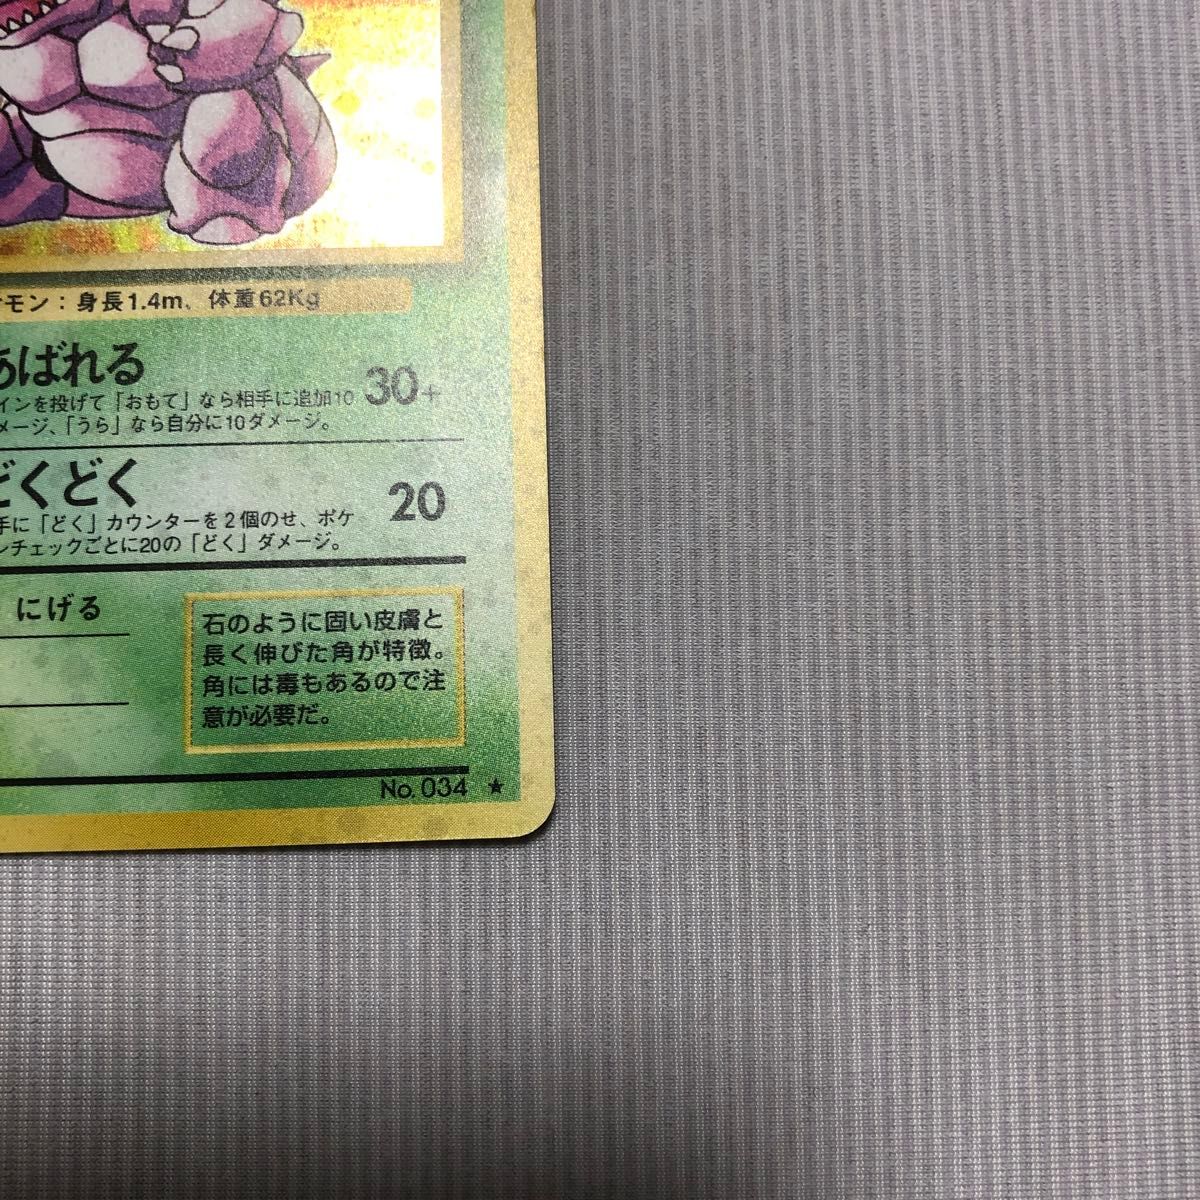 モン：身長1.4m、体重62Kg
あばれる 30+
インを投げて「おもて」なら相手に追加10
メージ、「うら」なら自分に10ダメージ。
どくどく 20
手に「どく」カウンターを2個のせ、ポケ
ンチェックごとに20の「どく」ダメージ。
にげる
石のように固い皮膚と
長く伸びた角が特徴。
角には毒もあるので注
意が必要だ。
No. 034 ★